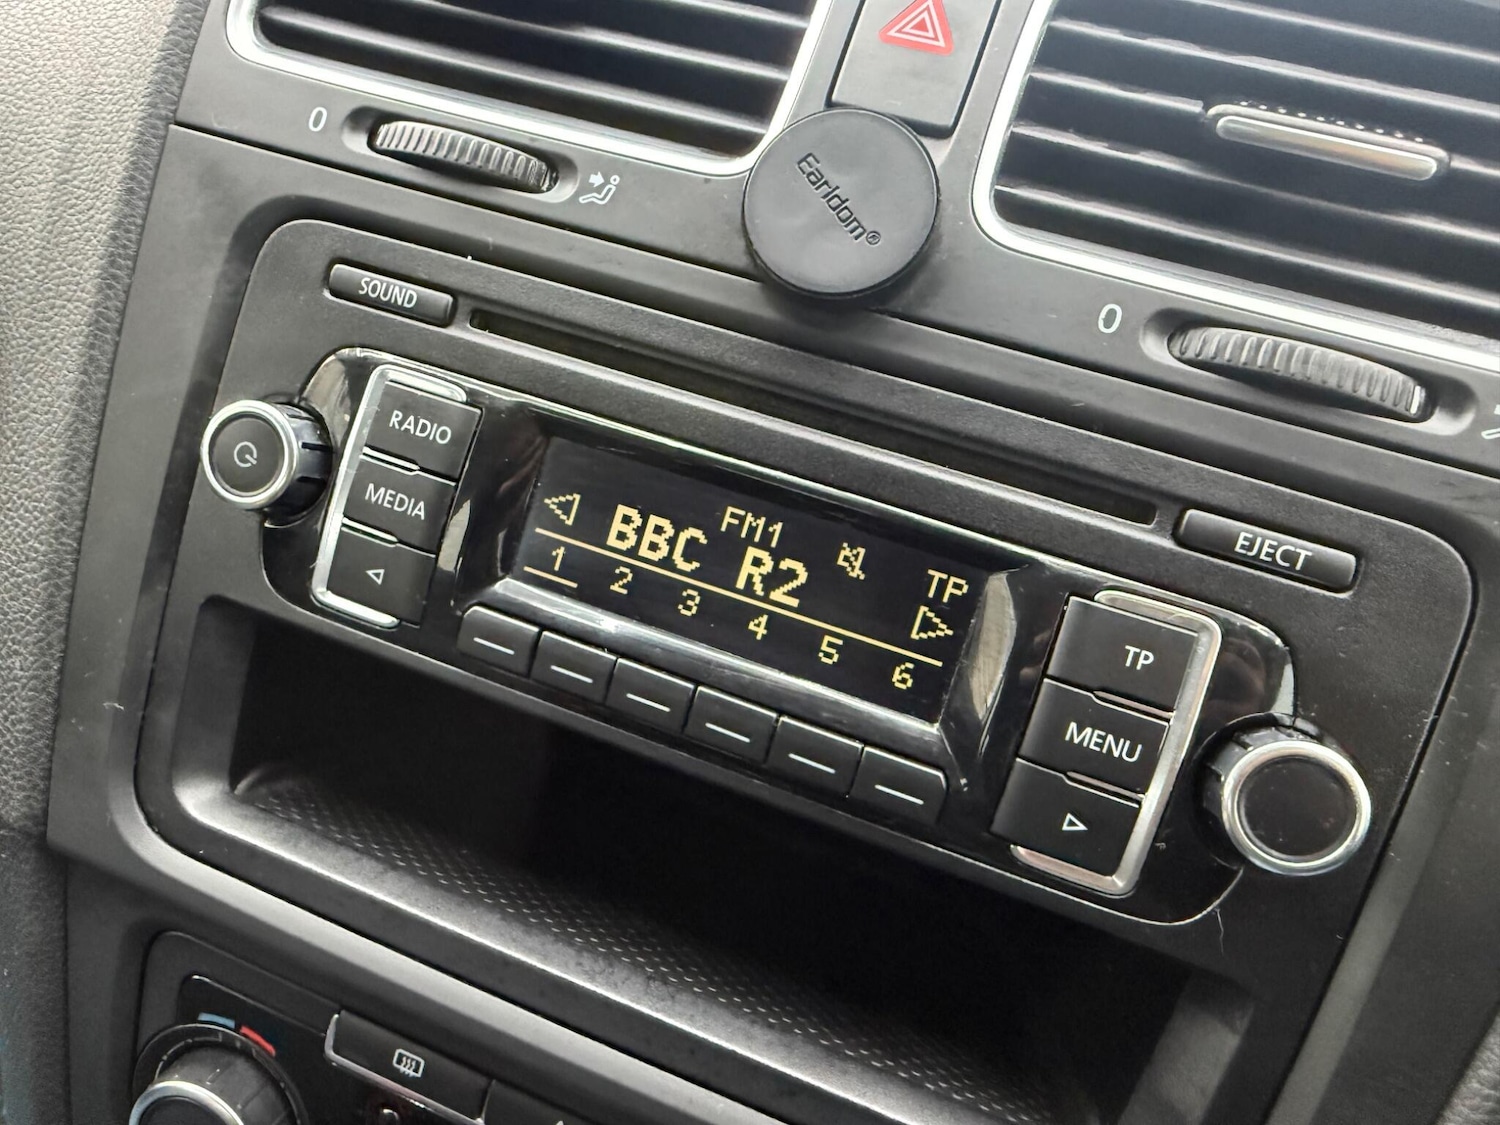 0
Earldom®
0
SOUND
EJECT
RADIO
MEDIA
FM1
BBC R2
TP
1 2 3 4 5 6
TP
MENU